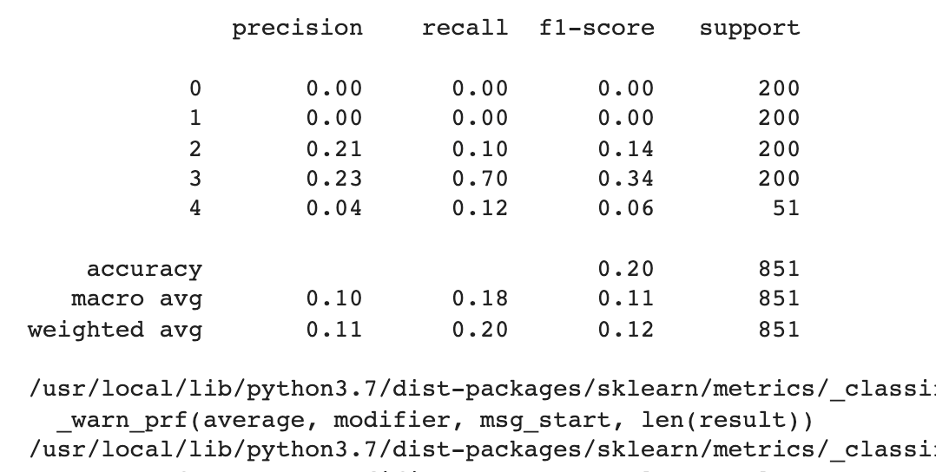 precision recall f1-score support
0 0.00 0.00 0.00 200
1 0.00 0.00 0.00 200
2 0.21 0.10 0.14 200
3 0.23 0.70 0.34 200
4 0.04 0.12 0.06 51
accuracy 0.20 851
macro avg 0.10 0.18 0.11 851
weighted avg 0.11 0.20 0.12 851
/usr/local/lib/python3.7/dist-packages/sklearn/metrics/_classi
_warn_prf(average, modifier, msg_start, len(result))
/usr/local/lib/python3.7/dist-packages/sklearn/metrics/_classi